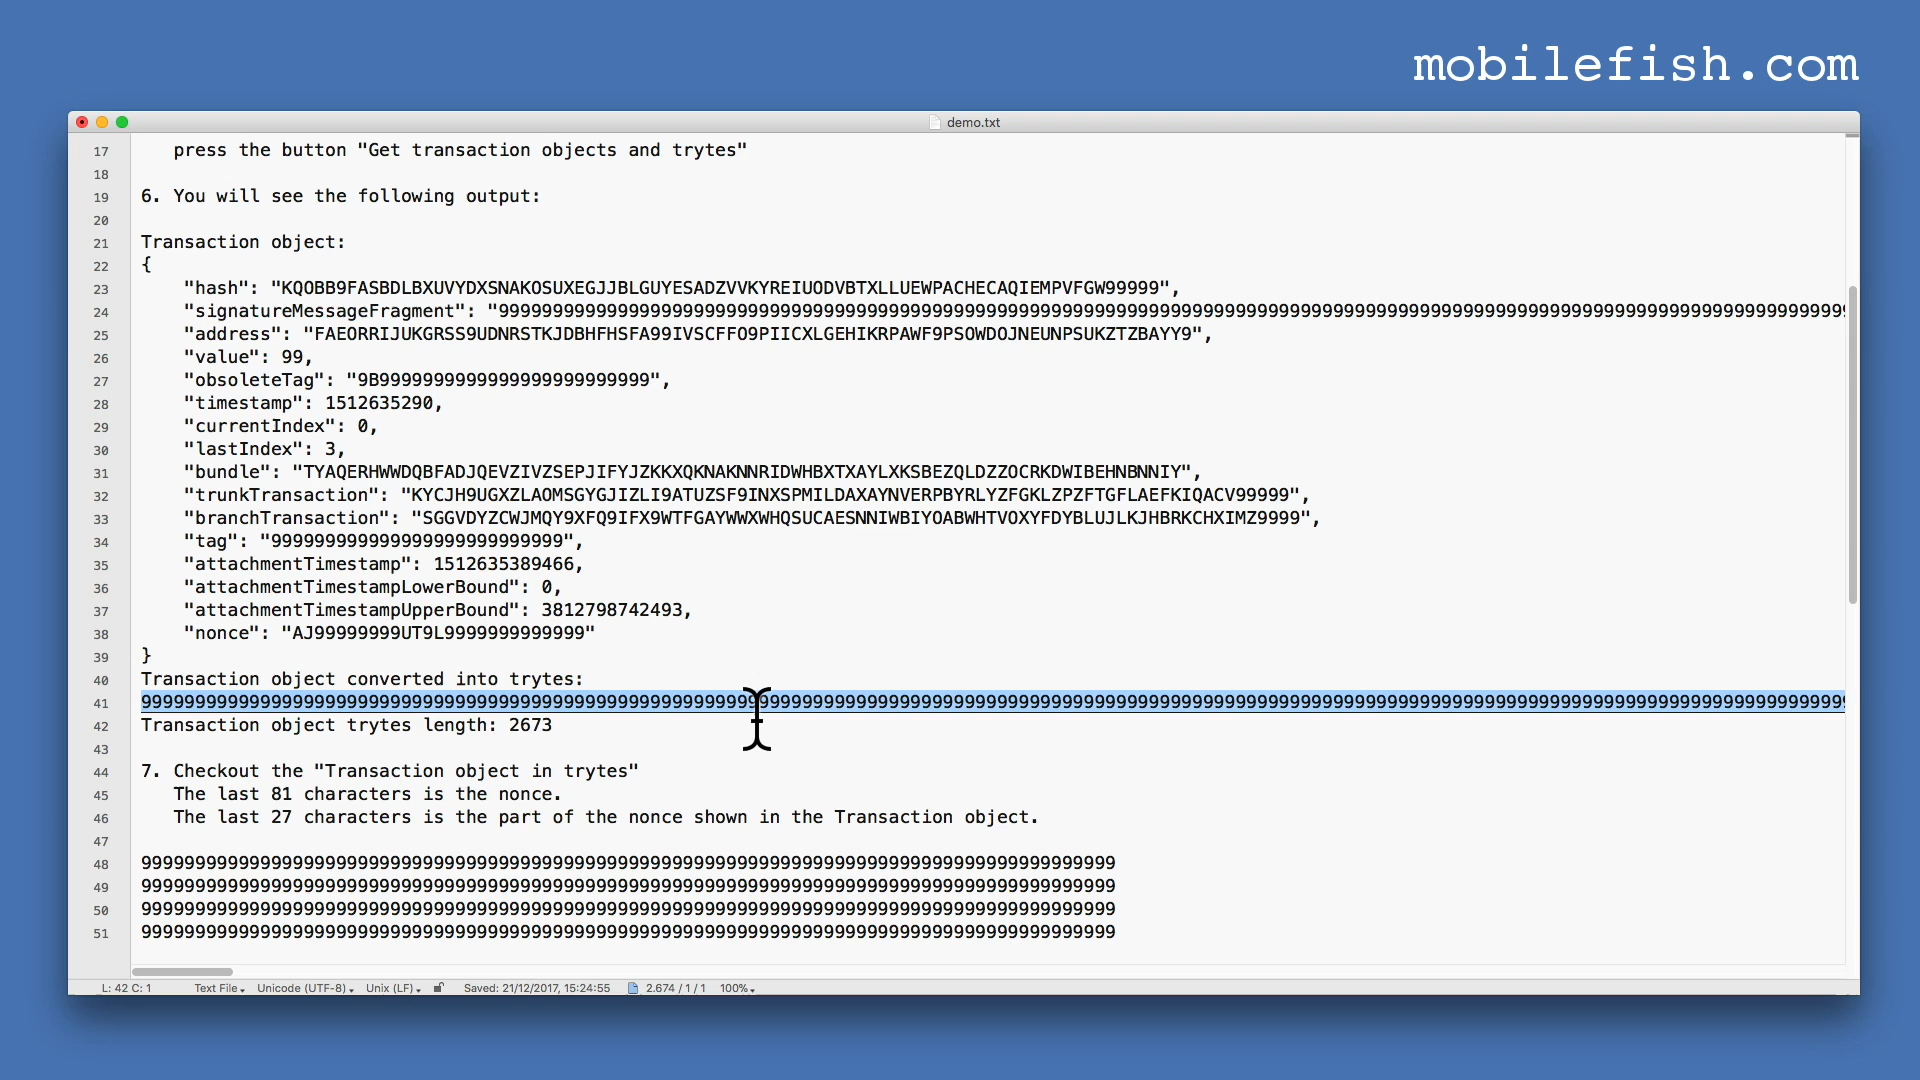 mobilefish.com
demo.txt
17 press the button "Get transaction objects and trytes"
18
19 6. You will see the following output:
20
21 Transaction object:
22 {
23 "hash": "KQOBB9FASBDLBXUVYDXSNAKOSUXEGJJBLGUYESADZVVKYREIUODVBTXLLUEWPACHECAQIEMPVFGW99999",
24 "signatureMessageFragment": "9999999999999999999999999999999999999999999999999999999999999999999999999999999999999999999999999999999999999999999999999999
25 "address": "FAEORRIJUKGRSS9UDNRSTKJDBHFHSFA99IVSCFFO9PIICXLGEHIKRPAWF9PSOWDOJNEUNPSUKZTZBAYY9",
26 "value": 99,
27 "obsoleteTag": "9B9999999999999999999999999",
28 "timestamp": 1512635290,
29 "currentIndex": 0,
30 "lastIndex": 3,
31 "bundle": "TYAQERHWWDQBFADJQEVZIVZSEPJIFYJZKKXQKNAKNNRIDWHBXTXAYLXKSBEZQLDZZOCRKDWIBEHNBNNIY",
32 "trunkTransaction": "KYCJH9UGXZLAOMSGYGJIZLI9ATUZSF9INXSPMILDAXAYNVERPBYRLYZFGKLZPZFTGFLAEFKIQACV99999",
33 "branchTransaction": "SGGVDYZCWJMQY9XFQ9IFX9WTFGAYWWXWHQSUCAESNNIWBIYOABWHTVOXYFDYBLUJLKJHBRKCHXIMZ9999",
34 "tag": "999999999999999999999999999",
35 "attachmentTimestamp": 1512635389466,
36 "attachmentTimestampLowerBound": 0,
37 "attachmentTimestampUpperBound": 3812798742493,
38 "nonce": "AJ99999999UT9L9999999999999"
39 }
40 Transaction object converted into trytes:
41 9999999999999999999999999999999999999999999999999999999999999999999999999999999999999999999999999999999999999999999999999999999999999999999999999999999999999
42 Transaction object trytes length: 2673
43
44 7. Checkout the "Transaction object in trytes"
45 The last 81 characters is the nonce.
46 The last 27 characters is the part of the nonce shown in the Transaction object.
47
48 999999999999999999999999999999999999999999999999999999999999999999999999999999999999999999
49 999999999999999999999999999999999999999999999999999999999999999999999999999999999999999999
50 999999999999999999999999999999999999999999999999999999999999999999999999999999999999999999
51 999999999999999999999999999999999999999999999999999999999999999999999999999999999999999999
L: 42 C: 1 Text File Unicode (UTF-8) Unix (LF) Saved: 21/12/2017, 15:24:55 2.674 / 1 / 1 100%